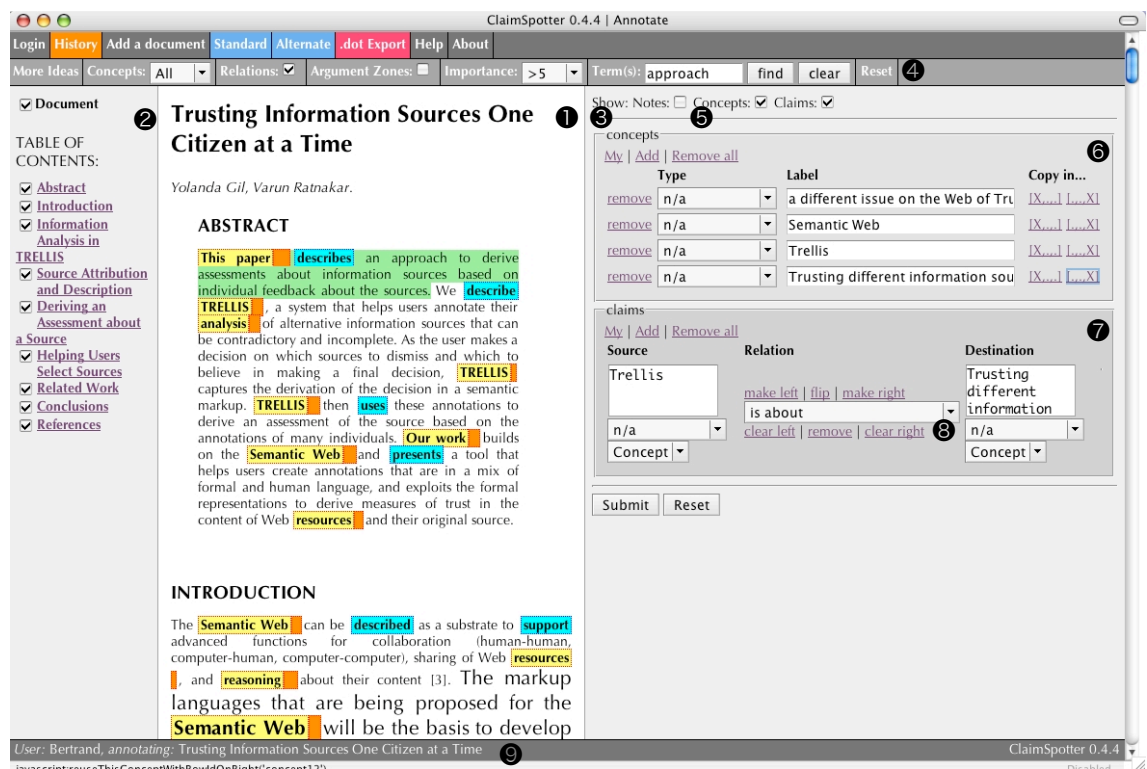 ClaimSpotter 0.4.4 | Annotate
Login History Add a document Standard Alternate .dot Export Help About
More Ideas Concepts: All Relations: Argument Zones: Importance: >5 Term(s): approach find clear Reset ❹
Document
❷
TABLE OF
CONTENTS:
Abstract
Introduction
Information
Analysis in
TRELLIS
Source Attribution
and Description
Deriving an
Assessment about
a Source
Helping Users
Select Sources
Related Work
Conclusions
References
Trusting Information Sources One ❶
Citizen at a Time
Yolanda Gil, Varun Ratnakar.
ABSTRACT
This paper describes an approach to derive
assessments about information sources based on
individual feedback about the sources. We describe
TRELLIS , a system that helps users annotate their
analysis of alternative information sources that can
be contradictory and incomplete. As the user makes a
decision on which sources to dismiss and which to
believe in making a final decision, TRELLIS
captures the derivation of the decision in a semantic
markup. TRELLIS then uses these annotations to
derive an assessment of the source based on the
annotations of many individuals. Our work builds
on the Semantic Web and presents a tool that
helps users create annotations that are in a mix of
formal and human language, and exploits the formal
representations to derive measures of trust in the
content of Web resources and their original source.
INTRODUCTION
The Semantic Web can be described as a substrate to support
advanced functions for collaboration (human-human,
computer-human, computer-computer), sharing of Web resources
, and reasoning about their content [3]. The markup
languages that are being proposed for the
Semantic Web will be the basis to develop
❸ ❺
Show: Notes: Concepts: Claims:
concepts
❻
My | Add | Remove all
Type Label Copy in...
remove n/a a different issue on the Web of Tru [X....] [....X]
remove n/a Semantic Web [X....] [....X]
remove n/a Trellis [X....] [....X]
remove n/a Trusting different information sou [X....] [....X]
claims
❼
My | Add | Remove all
Source Relation Destination
Trellis
make left | flip | make right
is about
clear left | remove | clear right ❽
Trusting
different
information
n/a n/a
Concept Concept
Submit Reset
User: Bertrand, annotating: Trusting Information Sources One Citizen at a Time ❾ ClaimSpotter 0.4.4
javascript:reuseThisConceptWithRowIdOnRight('concept12') Disabled